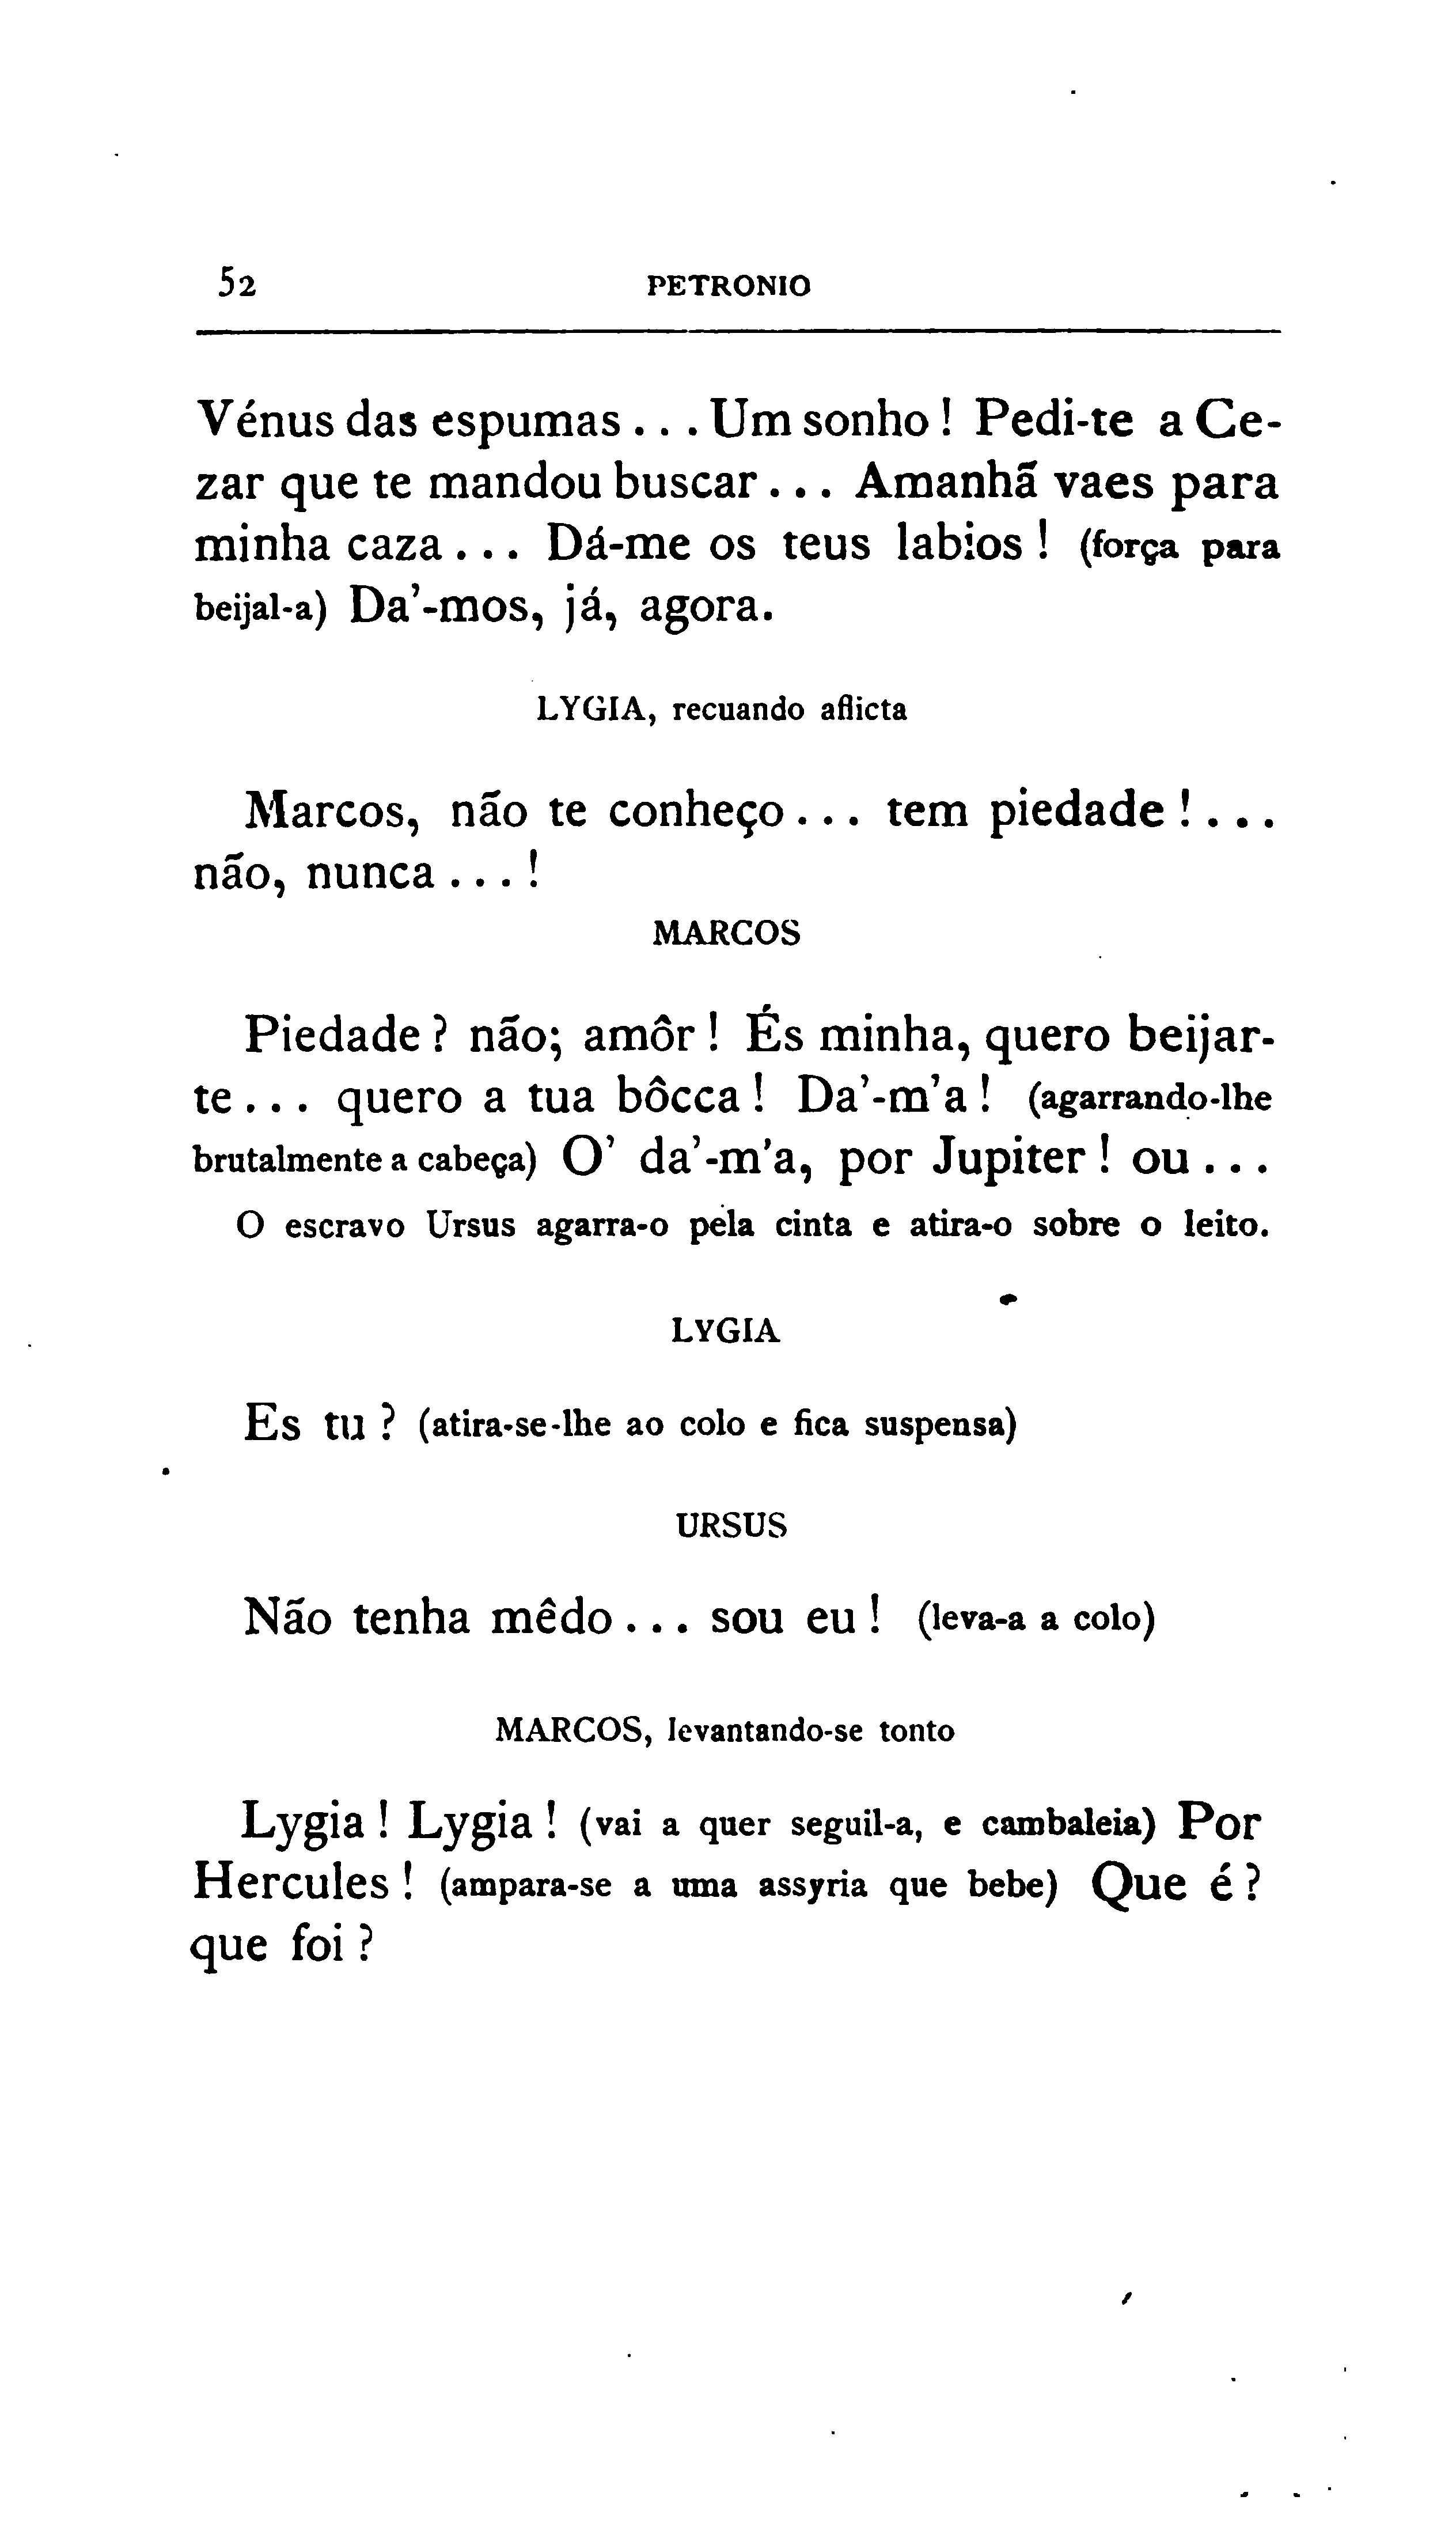 52 PETRONIO
Vénus das espumas . . . Um sonho ! Pedi-te a Ce-
zar que te mandou buscar . . . Amanhã vaes para
minha caza . . . Dá-me os teus labios ! (força para
beijal-a) Da’-mos, já, agora.
LYGIA, recuando aflicta
Marcos, não te conheço . . . tem piedade ! . . .
não, nunca . . . !
MARCOS
Piedade ? não; amôr ! És minha, quero beijar-
te . . . quero a tua bôcca ! Da’-m’a ! (agarrando-lhe
brutalmente a cabeça) O’ da’-m’a, por Jupiter ! ou . . .
O escravo Ursus agarra-o pela cinta e atira-o sobre o leito.
LYGIA
Es tu ? (atira-se-lhe ao colo e fica suspensa)
URSUS
Não tenha mêdo . . . sou eu ! (leva-a a colo)
MARCOS, levantando-se tonto
Lygia ! Lygia ! (vai a quer seguil-a, e cambaleia) Por
Hercules ! (ampara-se a uma assyria que bebe) Que é ?
que foi ?